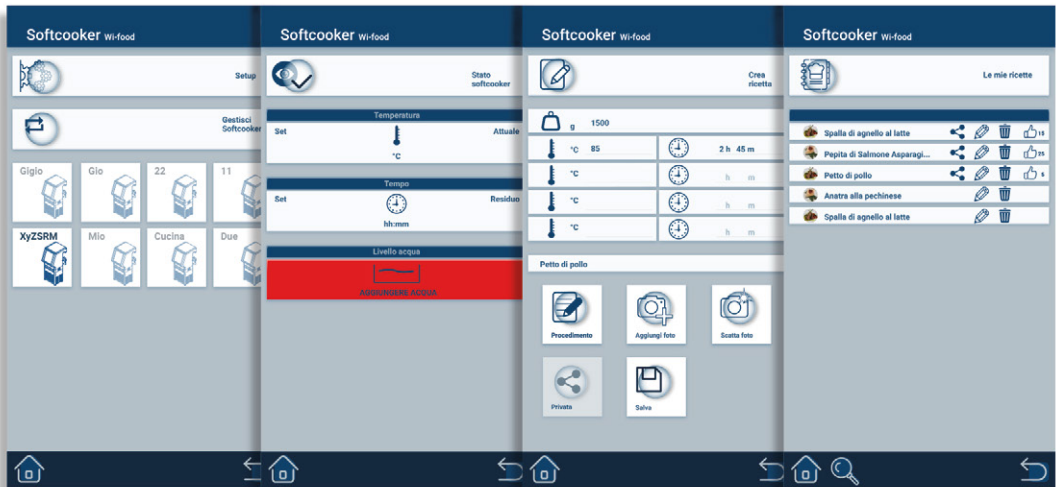 Softcooker Wi-food
Setup
Gestisci
Softcooker
Giglo
Gio
22
11
XyZSRM
Mio
Cucina
Due
Softcooker Wi-food
Stato
softcooker
Temperatura
Set
Attuale
°C
Tempo
Set
Residuo
hh:mm
Livello acqua
AGGIUNGERE ACQUA
Softcooker Wi-food
Crea
ricetta
g 1500
°C 85 2 h 45 m
°C h m
°C h m
°C h m
Petto di pollo
Procedimento
Aggiungi foto
Scatta foto
Privata
Salva
Softcooker Wi-food
Le mie ricette
Spalla di agnello al latte 18
Pepita di Salmone Asparagi... 25
Petto di pollo 5
Anatra alla pechinese
Spalla di agnello al latte